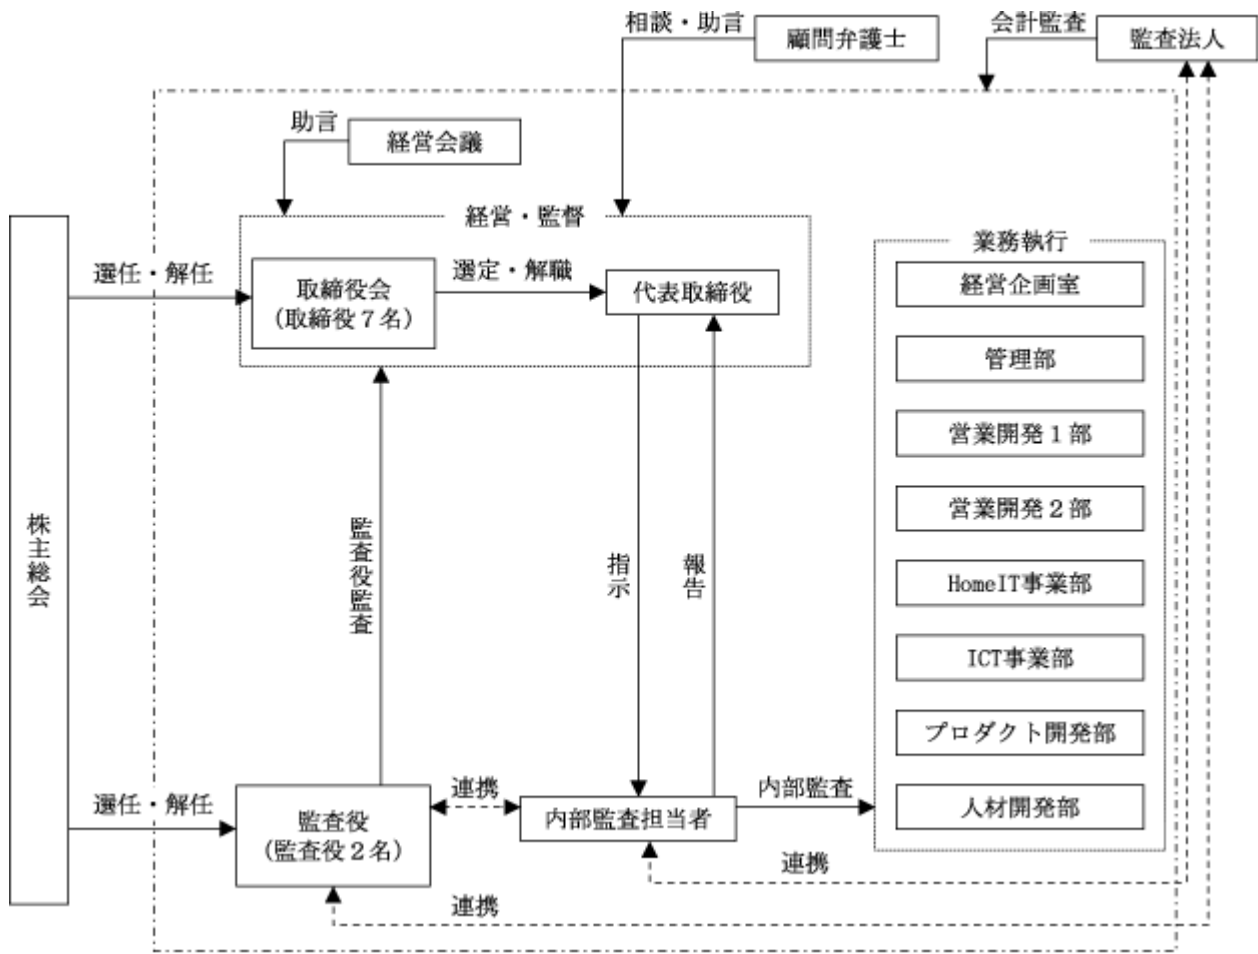 相談・助言
顧問弁護士
会計監査
監査法人
助言
経営会議
経営・監督
業務執行
選任・解任
取締役会
(取締役7名)
選定・解職
代表取締役
経営企画室
管理部
営業開発1部
営業開発2部
HomeIT事業部
ICT事業部
プロダクト開発部
人材開発部
株主総会
監査役監査
指示
報告
選任・解任
監査役
(監査役2名)
連携
内部監査担当者
内部監査
連携
連携